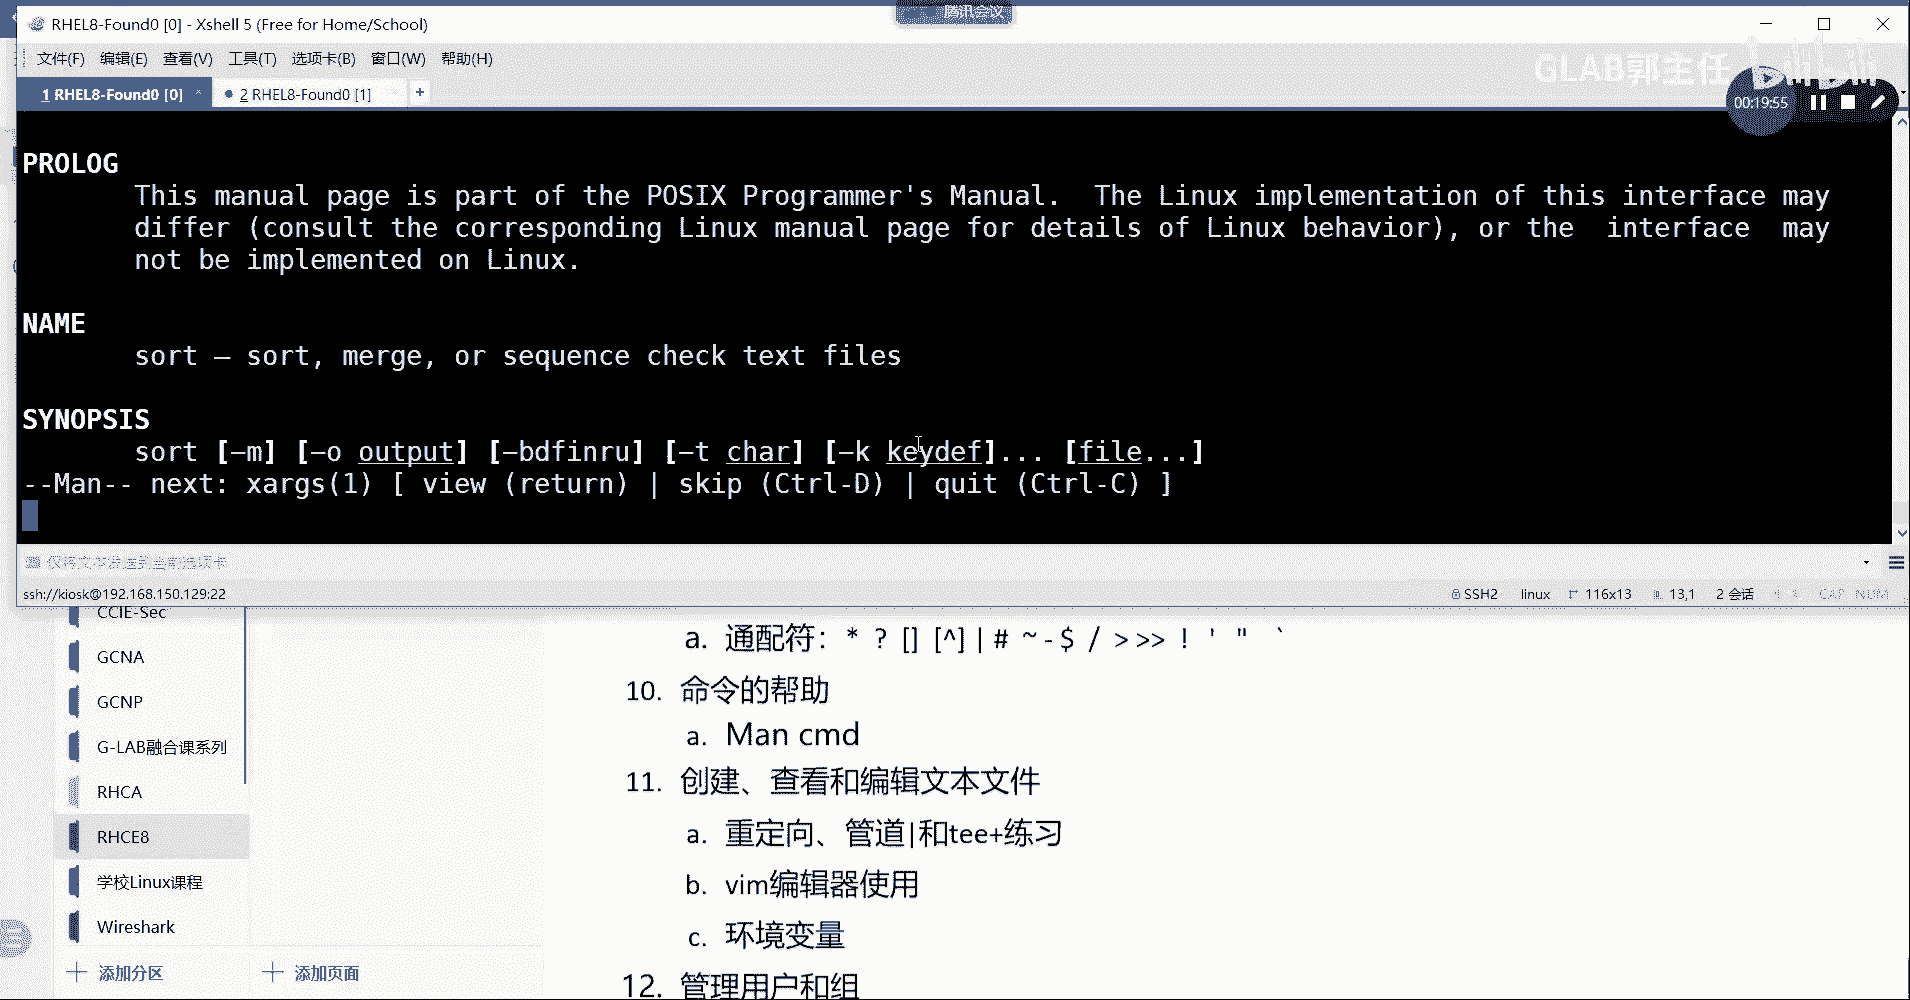 腾讯会议
RHEL8-Found0 [0] - Xshell 5 (Free for Home/School)
文件(F) 编辑(E) 查看(V) 工具(T) 选项卡(B) 窗口(W) 帮助(H)
GLAB郭主任 bilibili
1 RHEL8-Found0 [0] × 2 RHEL8-Found0 [1] +
00:19:55
PROLOG
This manual page is part of the POSIX Programmer's Manual.  The Linux implementation of this interface may
differ (consult the corresponding Linux manual page for details of Linux behavior), or the  interface  may
not be implemented on Linux.
NAME
sort — sort, merge, or sequence check text files
SYNOPSIS
sort [−m] [−o output] [−bdfinru] [−t char] [−k keydef]... [file...]
--Man-- next: xargs(1) [ view (return) | skip (Ctrl-D) | quit (Ctrl-C) ]
仅将文本发送到当前选项卡
ssh://kiosk@192.168.150.129:22 SSH2 linux 116x13 13,1 2 会话 CAP NUM
CCIE-Sec
GCNA
GCNP
G-LAB融合课系列
RHCA
RHCE8
学校Linux课程
Wireshark
添加分区 添加页面
a. 通配符: * ? [] [^] | # ~ - $ / > >> ! ' " `
10. 命令的帮助
a. Man cmd
11. 创建、查看和编辑文本文件
a. 重定向、管道|和tee+练习
b. vim编辑器使用
c. 环境变量
12. 管理用户和组